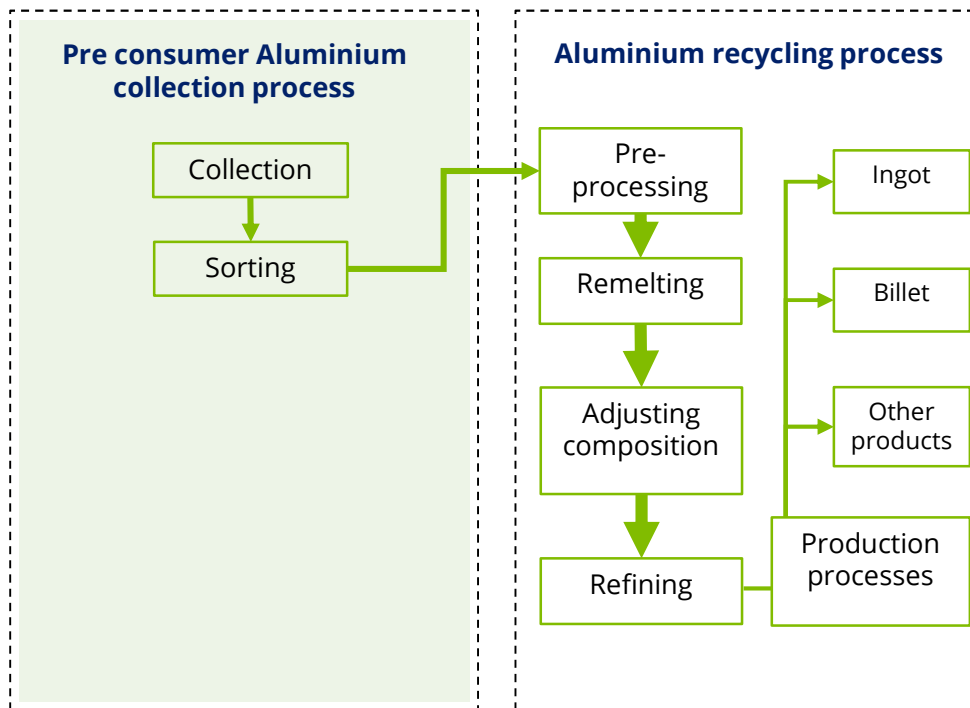 Pre consumer Aluminium
collection process
Collection
Sorting
Aluminium recycling process
Pre-
processing
Remelting
Adjusting
composition
Refining
Ingot
Billet
Other
products
Production
processes